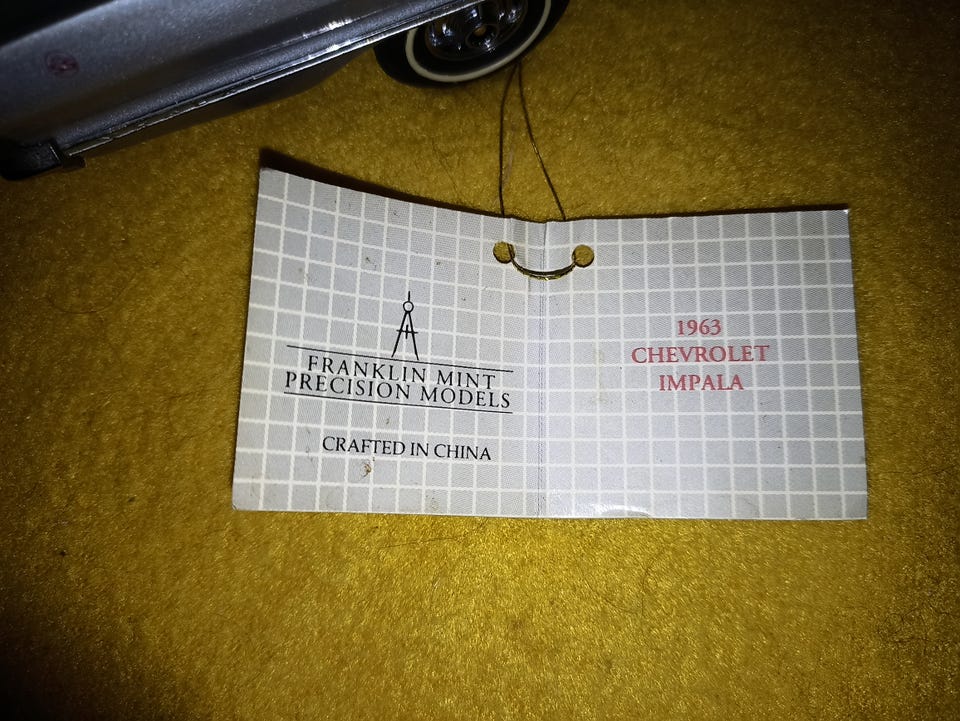 FRANKLIN MINT
PRECISION MODELS
CRAFTED IN CHINA
1963
CHEVROLET
IMPALA